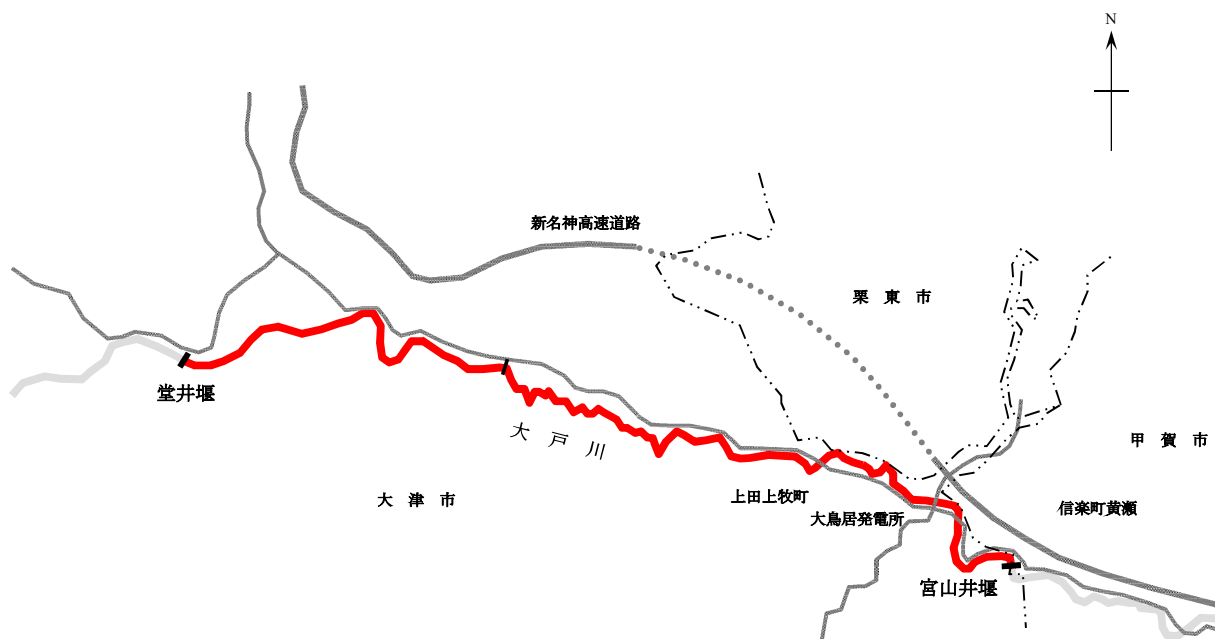 N
新名神高速道路
栗東市
堂井堰
大戸川
甲賀市
大津市
上田上牧町
信楽町黄瀬
大鳥居発電所
宮山井堰